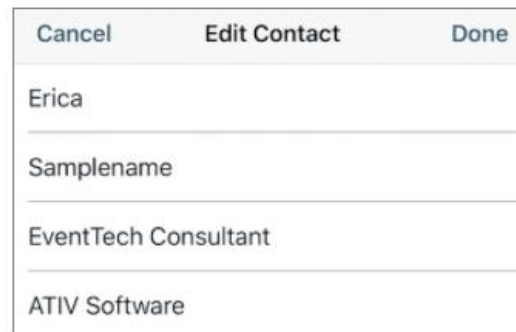 Cancel Edit Contact Done
Erica
Samplename
EventTech Consultant
ATIV Software